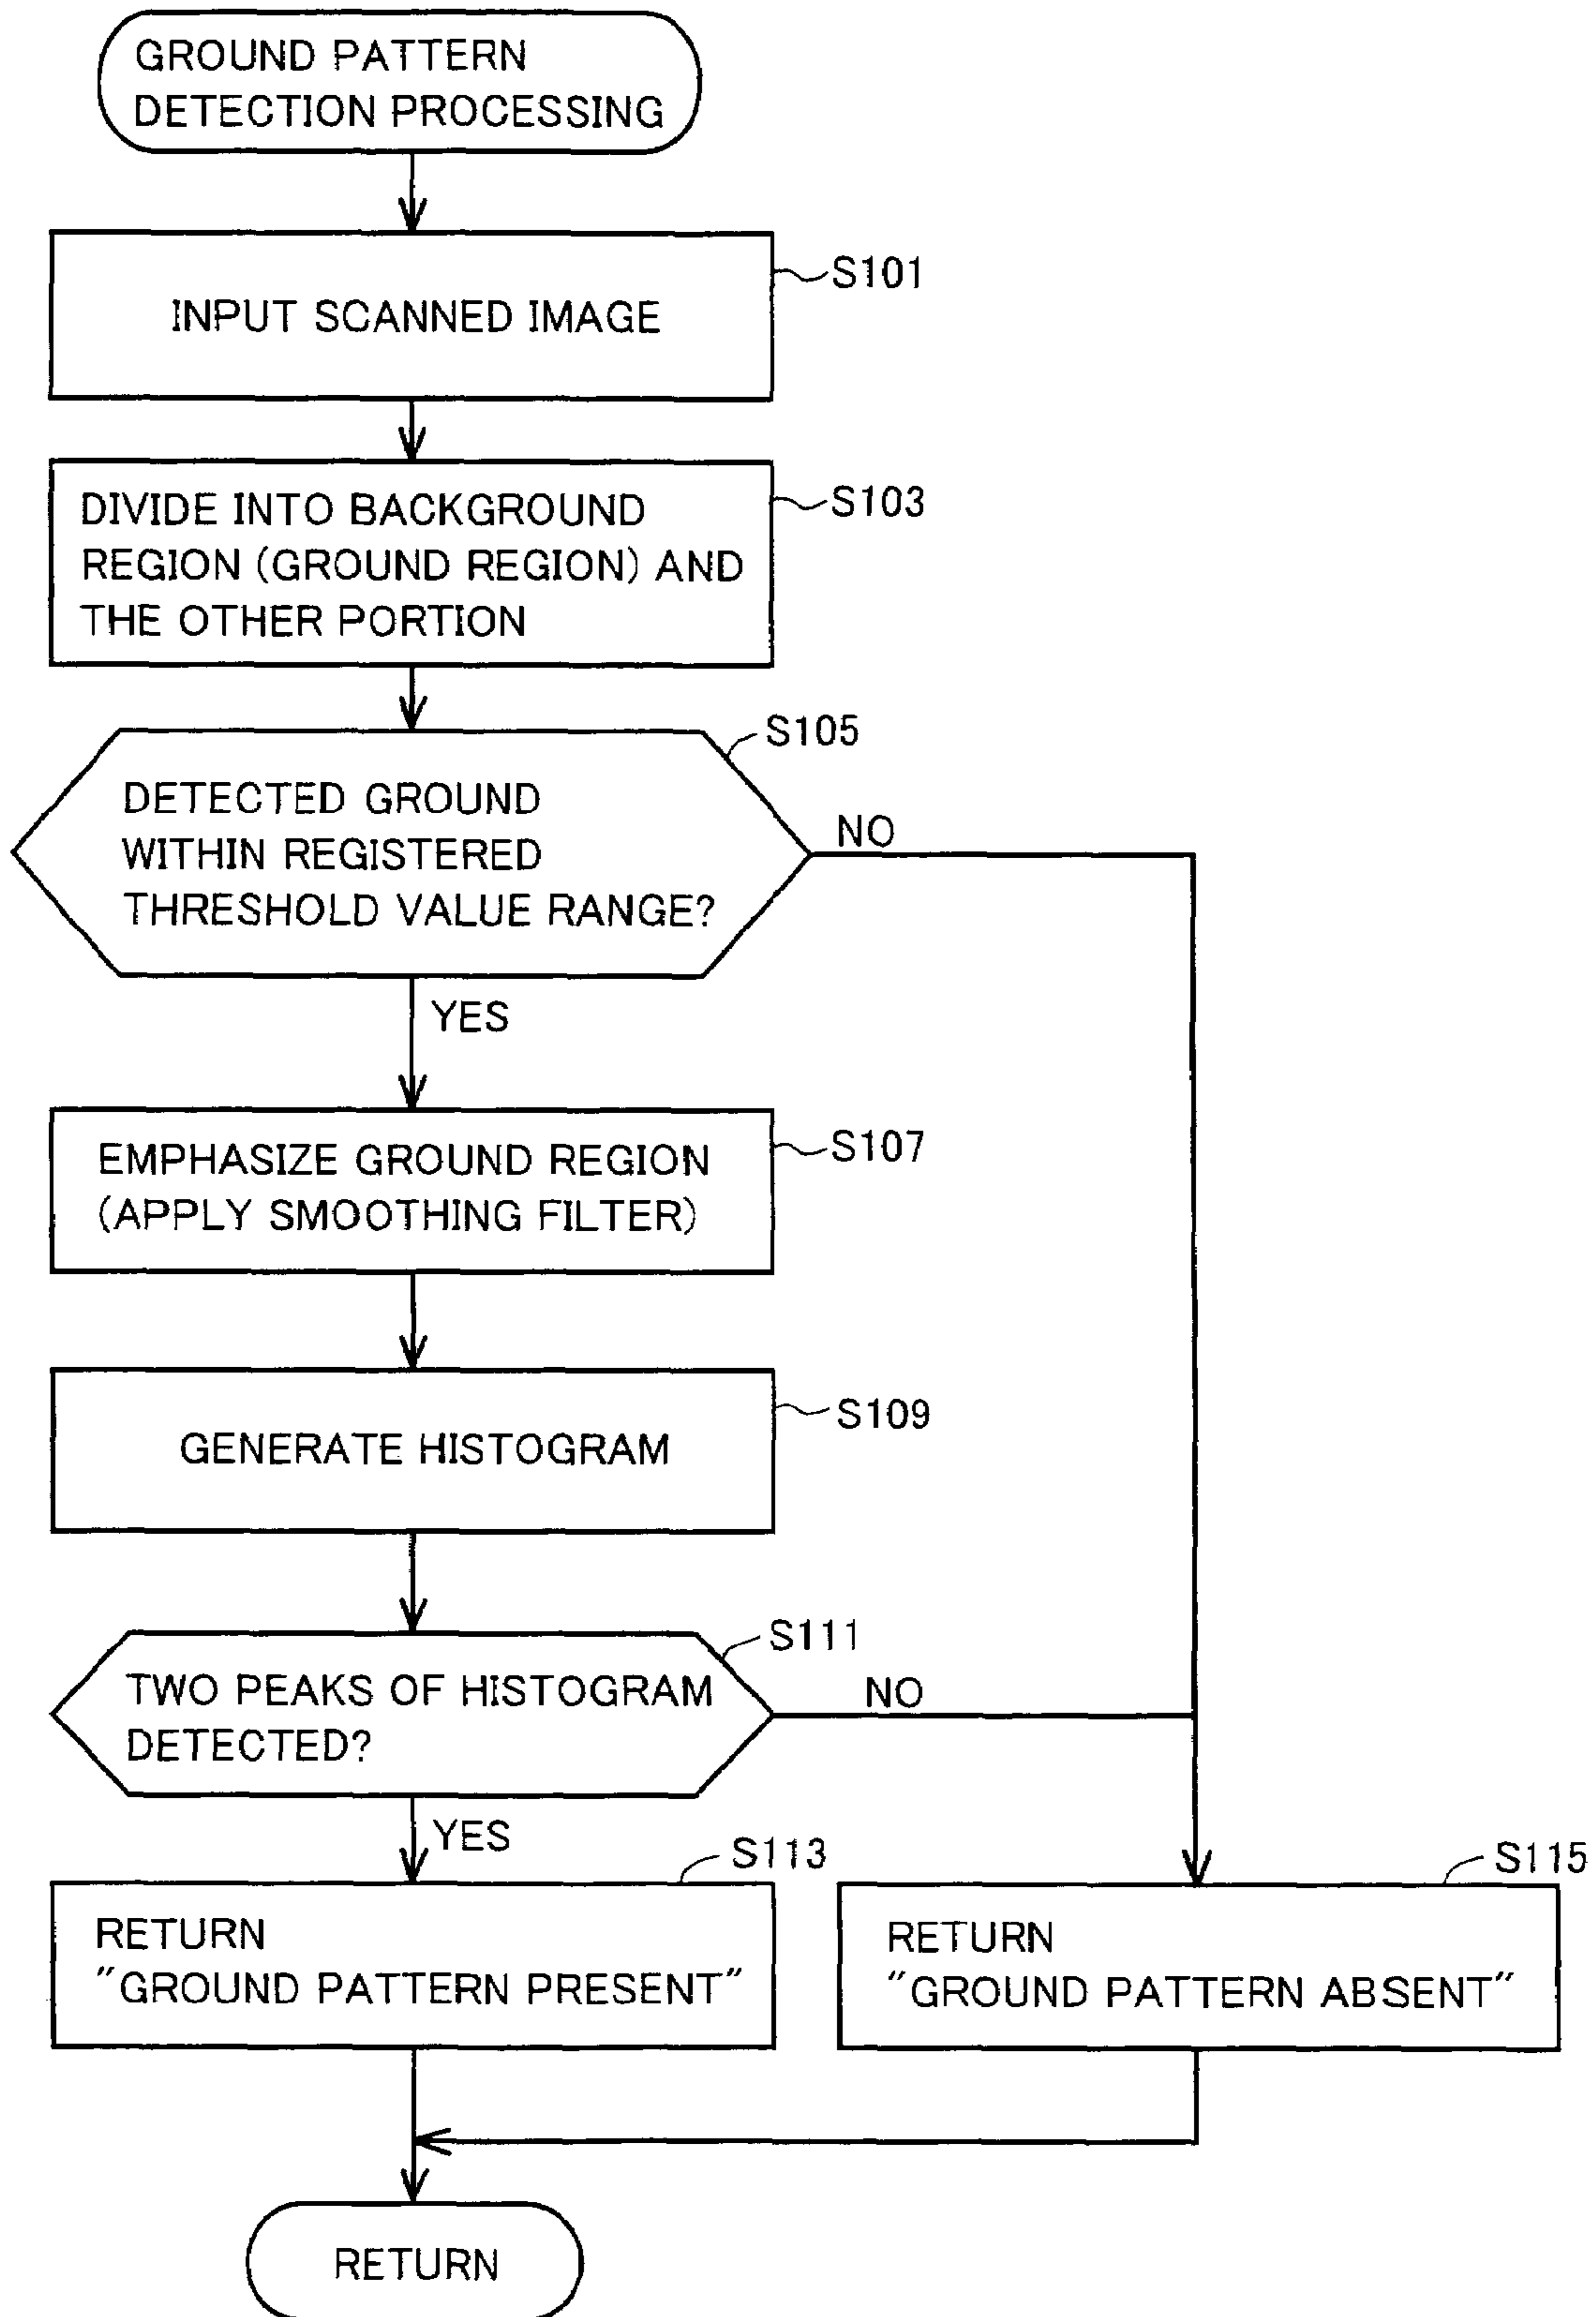 GROUND PATTERN
DETECTION PROCESSING
INPUT SCANNED IMAGE
S101
DIVIDE INTO BACKGROUND
REGION (GROUND REGION) AND
THE OTHER PORTION
S103
DETECTED GROUND
WITHIN REGISTERED
THRESHOLD VALUE RANGE?
S105
NO
YES
EMPHASIZE GROUND REGION
(APPLY SMOOTHING FILTER)
S107
GENERATE HISTOGRAM
S109
TWO PEAKS OF HISTOGRAM
DETECTED?
S111
NO
YES
S113
RETURN
"GROUND PATTERN PRESENT"
S115
RETURN
"GROUND PATTERN ABSENT"
RETURN